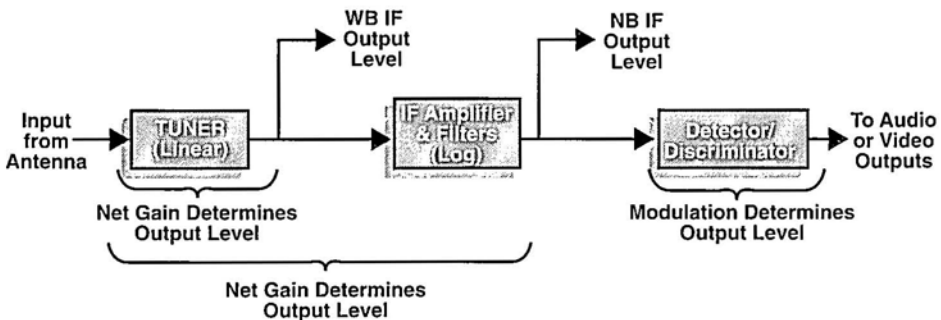 WB IF
Output
Level
NB IF
Output
Level
Input
from
Antenna
TUNER
(Linear)
IF Amplifier
& Filters
(Log)
Detector/
Discriminator
To Audio
or Video
Outputs
Net Gain Determines
Output Level
Modulation Determines
Output Level
Net Gain Determines
Output Level